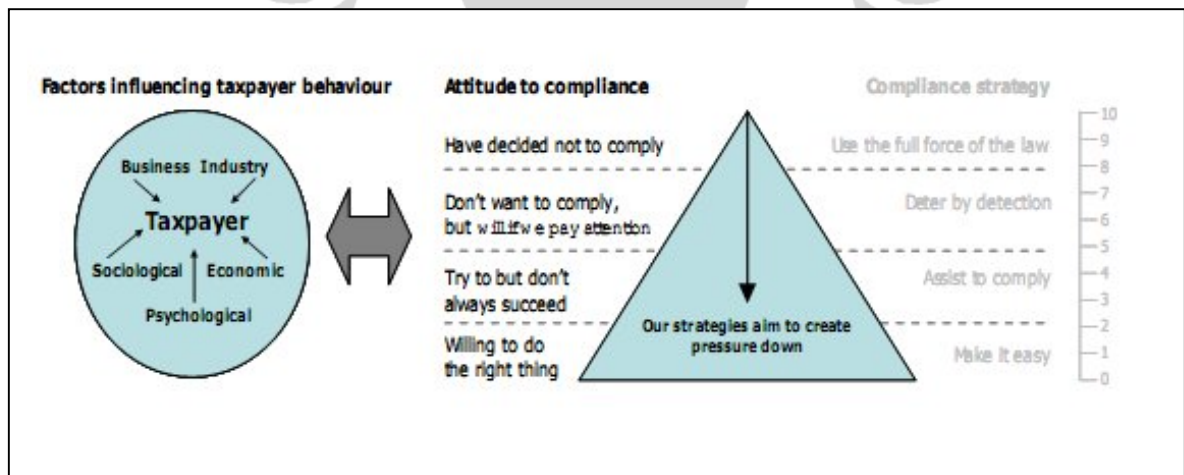 Factors influencing taxpayer behaviour
Business Industry
Taxpayer
Sociological Economic
Psychological
Attitude to compliance
Have decided not to comply
Don't want to comply,
but will if we pay attention
Try to but don't
always succeed
Willing to do
the right thing
Our strategies aim to create
pressure down
Compliance strategy
Use the full force of the law
Deter by detection
Assist to comply
Make it easy
10
9
8
7
6
5
4
3
2
1
0